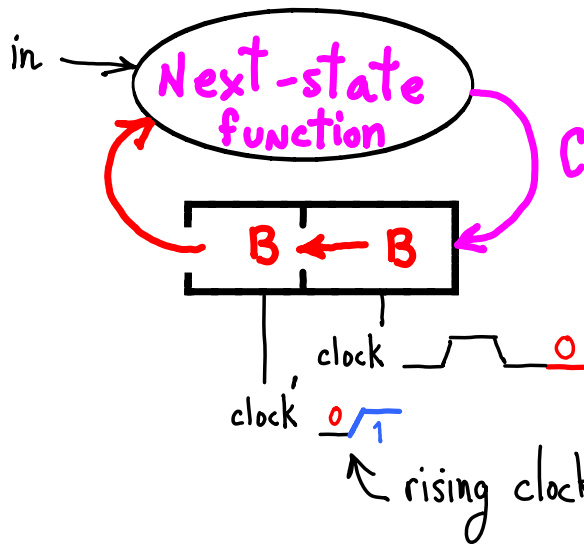 in
Next-state
function
C
B B
clock 0
clock' 0 1
rising clock